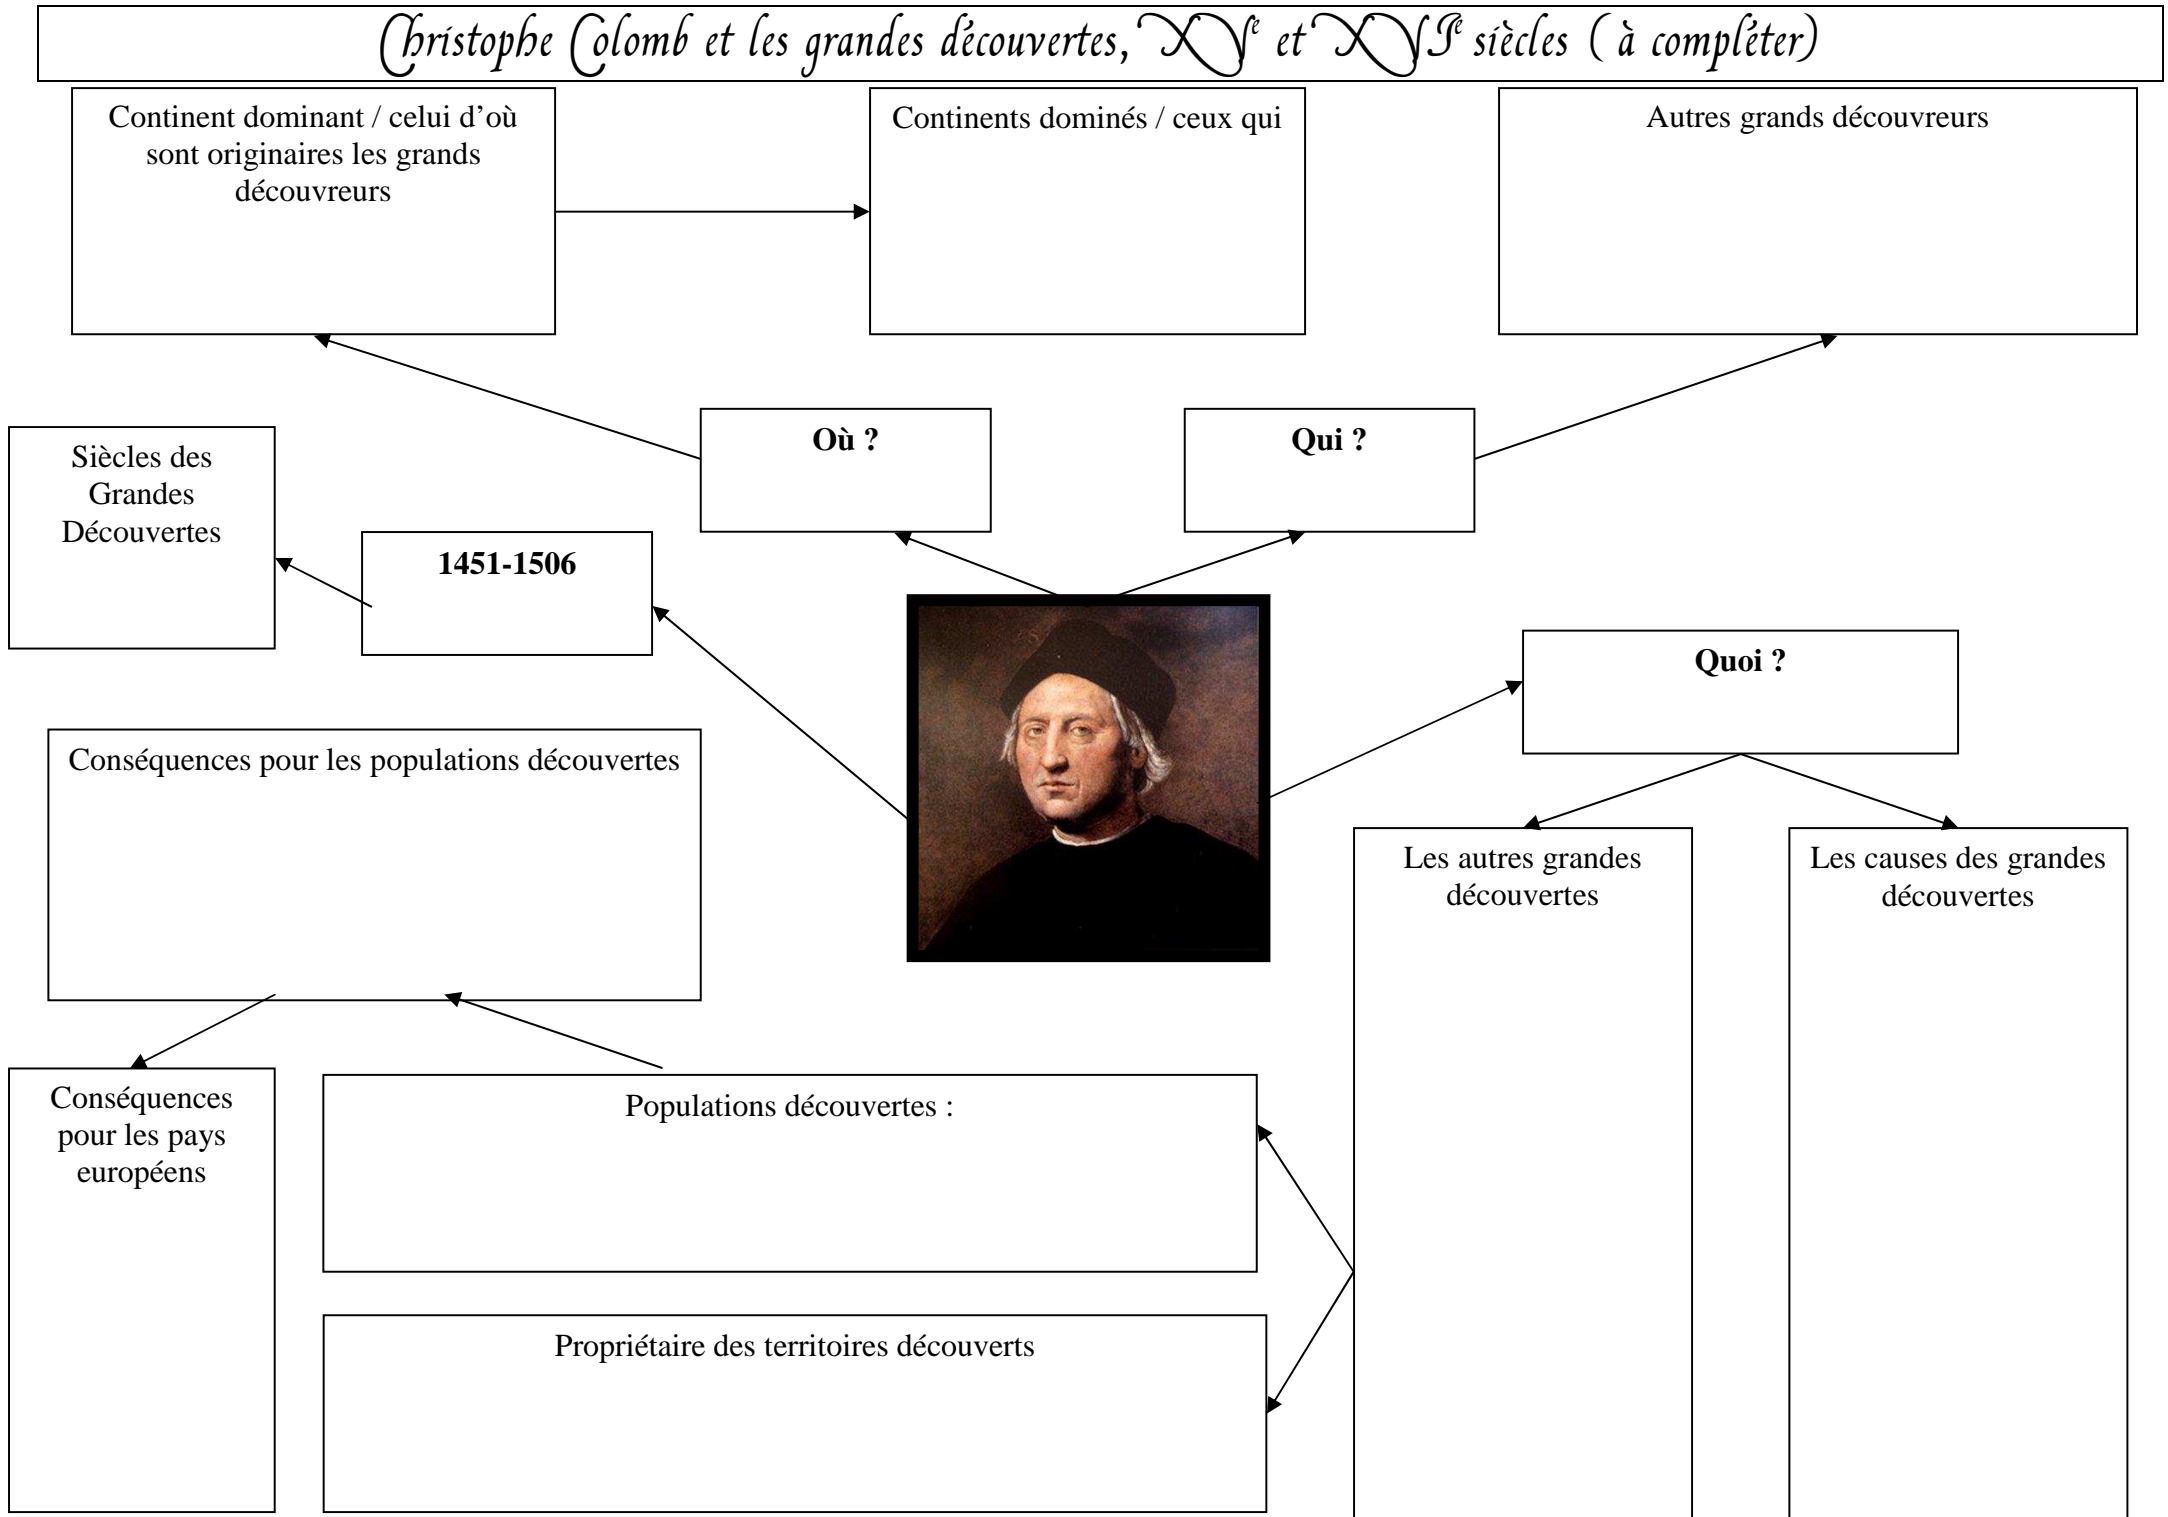 Christophe Colomb et les grandes découvertes, XVe et XVIe siècles ( à compléter)
Continent dominant / celui d’où
sont originaires les grands
découvreurs
Continents dominés / ceux qui
Autres grands découvreurs
Où ?
Qui ?
Siècles des
Grandes
Découvertes
1451-1506
Quoi ?
Conséquences pour les populations découvertes
Les autres grandes
découvertes
Les causes des grandes
découvertes
Conséquences
pour les pays
européens
Populations découvertes :
Propriétaire des territoires découverts